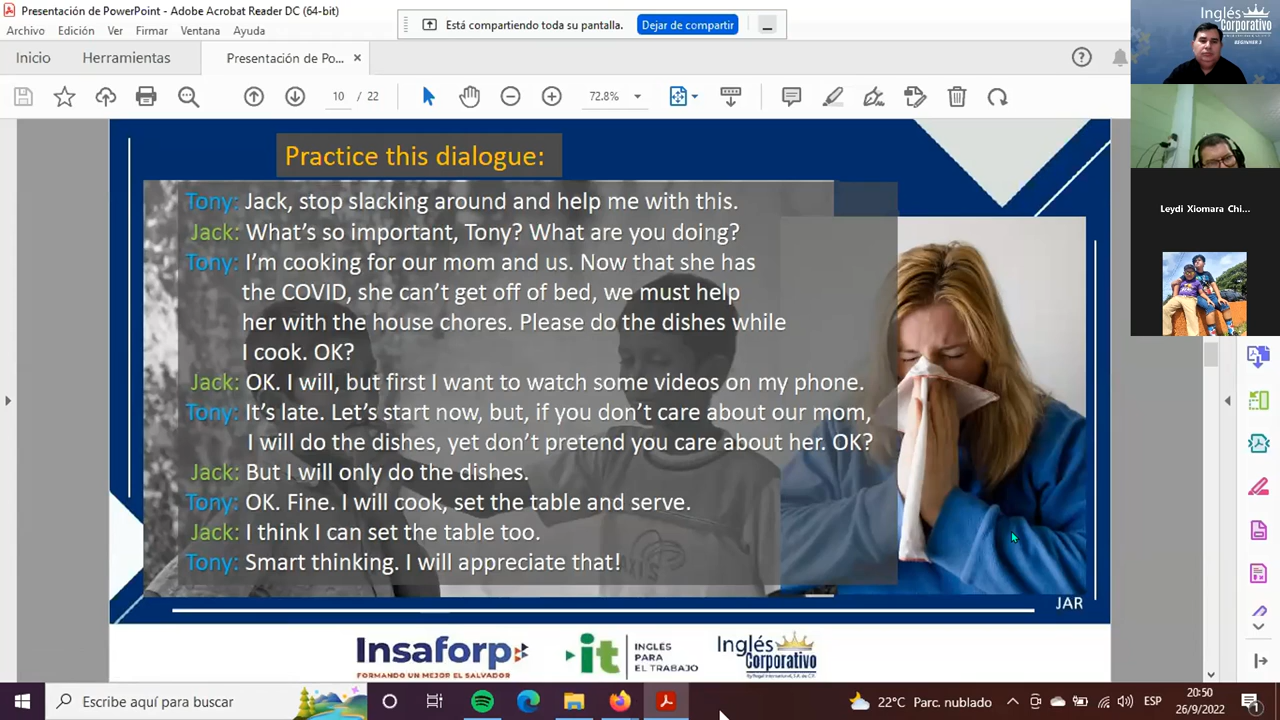 Presentación de PowerPoint - Adobe Acrobat Reader DC (64-bit)
Archivo Edición Ver Firmar Ventana Ayuda
Está compartiendo toda su pantalla. Dejar de compartir
Inicio Herramientas Presentación de Po... ×
10 / 22 72.8%
Practice this dialogue:
Tony: Jack, stop slacking around and help me with this.
Jack: What's so important, Tony? What are you doing?
Tony: I'm cooking for our mom and us. Now that she has
the COVID, she can't get off of bed, we must help
her with the house chores. Please do the dishes while
I cook. OK?
Jack: OK. I will, but first I want to watch some videos on my phone.
Tony: It's late. Let's start now, but, if you don't care about our mom,
I will do the dishes, yet don't pretend you care about her. OK?
Jack: But I will only do the dishes.
Tony: OK. Fine. I will cook, set the table and serve.
Jack: I think I can set the table too.
Tony: Smart thinking. I will appreciate that!
JAR
Insaforp
FORMANDO UN MEJOR EL SALVADOR
it INGLÉS
PARA
EL TRABAJO
Inglés
Corporativo
By Regal International, S.A. de C.V.
Inglés
Corporativo
BEGINNER 2
Leydi Xiomara Chi...
Escribe aquí para buscar
22°C Parc. nublado
ESP
20:50
26/9/2022
1